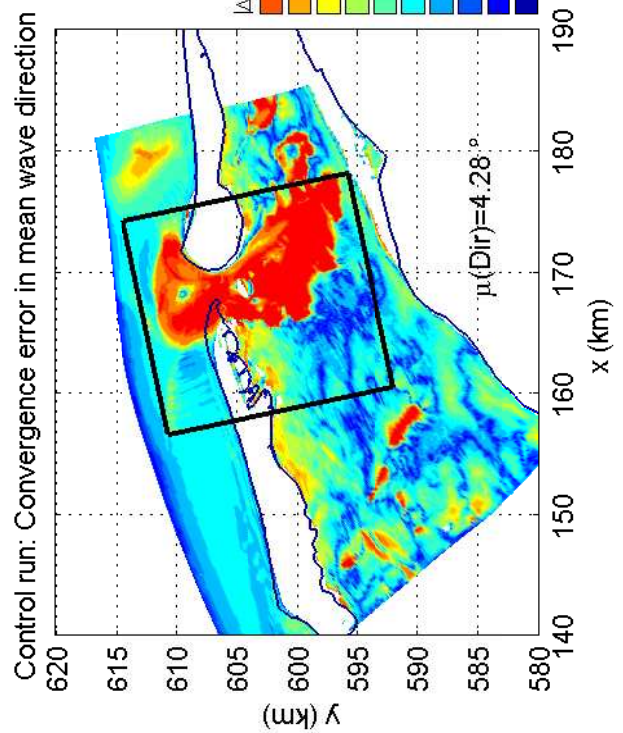 Control run: Convergence error in mean wave direction
|Δ
620
610
605
600
595
590
585
580
y (km)
μ(Dir)=4.28°
140
150
160
170
180
190
x (km)